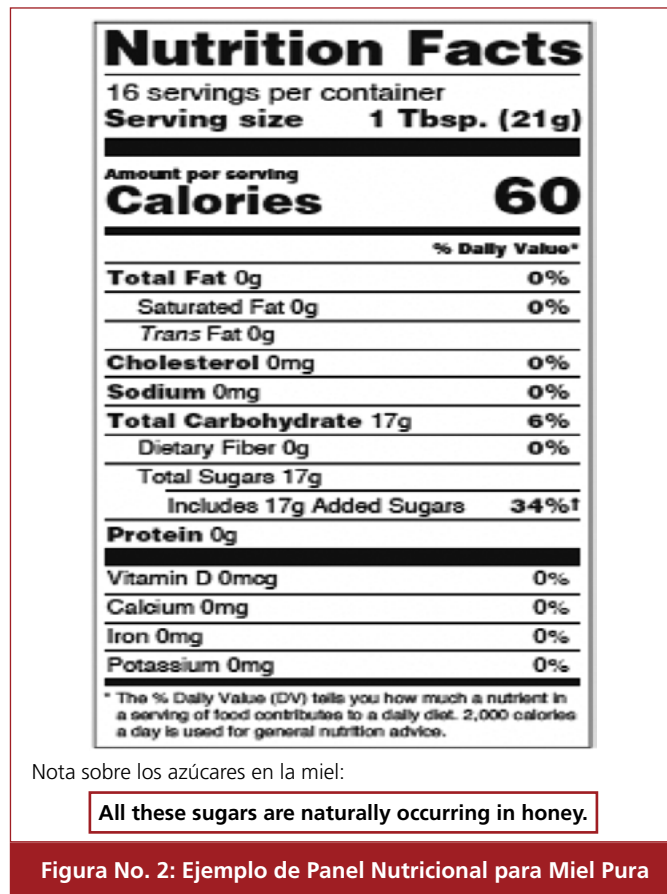 Nutrition Facts
16 servings per container
Serving size 1 Tbsp. (21g)
Amount per serving
Calories 60
% Daily Value*
Total Fat 0g 0%
Saturated Fat 0g 0%
Trans Fat 0g
Cholesterol 0mg 0%
Sodium 0mg 0%
Total Carbohydrate 17g 6%
Dietary Fiber 0g 0%
Total Sugars 17g
Includes 17g Added Sugars 34%†
Protein 0g
Vitamin D 0mcg 0%
Calcium 0mg 0%
Iron 0mg 0%
Potassium 0mg 0%
* The % Daily Value (DV) tells you how much a nutrient in
a serving of food contributes to a daily diet. 2,000 calories
a day is used for general nutrition advice.
Nota sobre los azúcares en la miel:
All these sugars are naturally occurring in honey.
Figura No. 2: Ejemplo de Panel Nutricional para Miel Pura